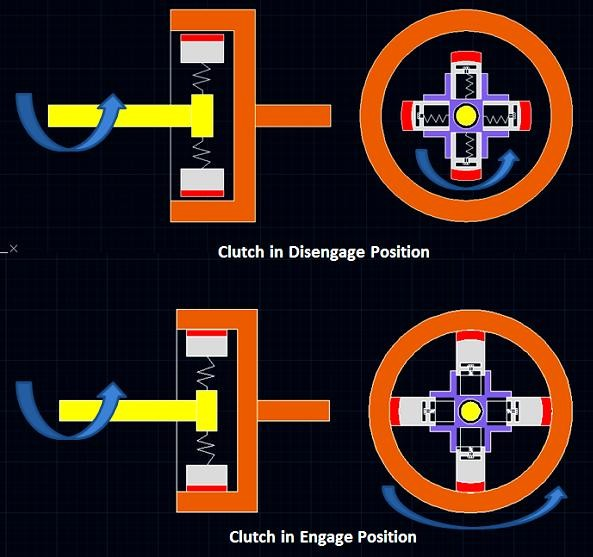 Clutch in Disengage Position
Clutch in Engage Position